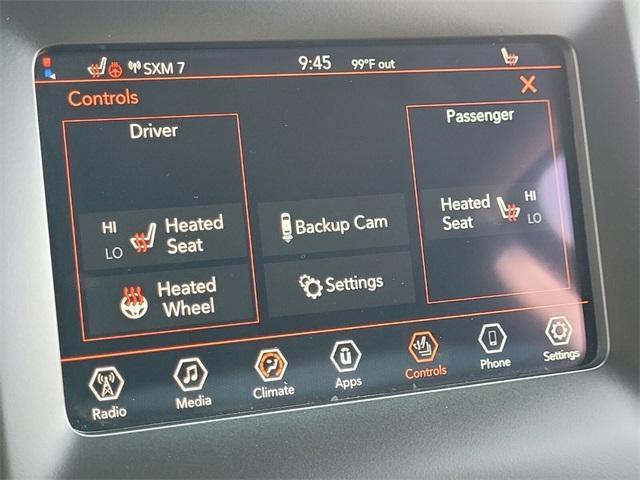 SXM 7 9:45 99°F out
Controls X
Driver
Passenger
HI
LO
Heated
Seat
Backup Cam
Heated
Seat
HI
LO
Heated
Wheel
Settings
Radio Media Climate Apps Controls Phone Settings